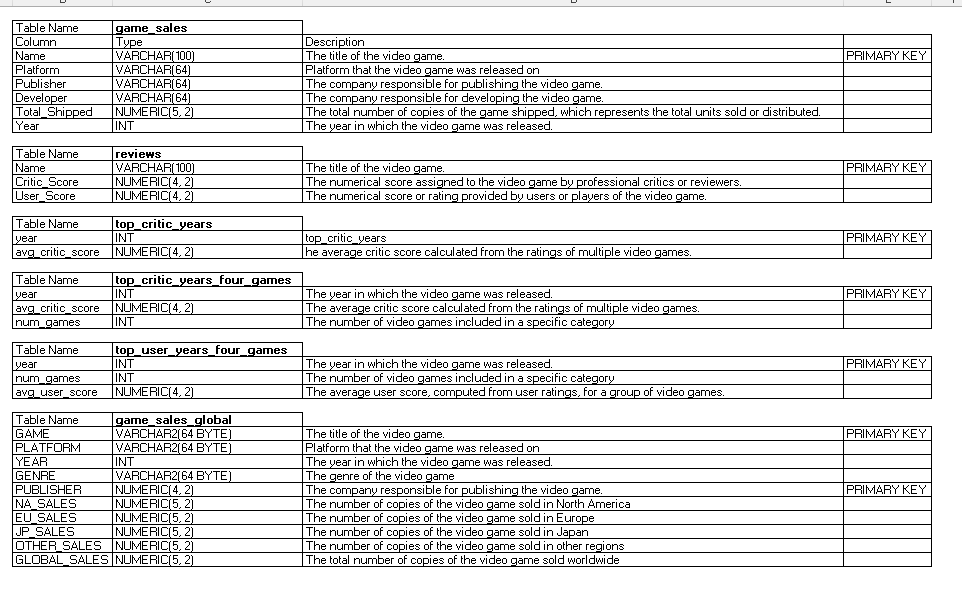 Table Name game_sales
Column Type Description
Name VARCHAR(100) The title of the video game. PRIMARY KEY
Platform VARCHAR(64) Platform that the video game was released on
Publisher VARCHAR(64) The company responsible for publishing the video game.
Developer VARCHAR(64) The company responsible for developing the video game.
Total_Shipped NUMERIC(5, 2) The total number of copies of the game shipped, which represents the total units sold or distributed.
Year INT The year in which the video game was released.
Table Name reviews
Name VARCHAR(100) The title of the video game. PRIMARY KEY
Critic_Score NUMERIC(4, 2) The numerical score assigned to the video game by professional critics or reviewers.
User_Score NUMERIC(4, 2) The numerical score or rating provided by users or players of the video game.
Table Name top_critic_years
year INT top_critic_years PRIMARY KEY
avg_critic_score NUMERIC(4, 2) he average critic score calculated from the ratings of multiple video games.
Table Name top_critic_years_four_games
year INT The year in which the video game was released. PRIMARY KEY
avg_critic_score NUMERIC(4, 2) The average critic score calculated from the ratings of multiple video games.
num_games INT The number of video games included in a specific category
Table Name top_user_years_four_games
year INT The year in which the video game was released. PRIMARY KEY
num_games INT The number of video games included in a specific category
avg_user_score NUMERIC(4, 2) The average user score, computed from user ratings, for a group of video games.
Table Name game_sales_global
GAME VARCHAR2(64 BYTE) The title of the video game. PRIMARY KEY
PLATFORM VARCHAR2(64 BYTE) Platform that the video game was released on
YEAR INT The year in which the video game was released.
GENRE VARCHAR2(64 BYTE) The genre of the video game
PUBLISHER NUMERIC(4, 2) The company responsible for publishing the video game. PRIMARY KEY
NA_SALES NUMERIC(5, 2) The number of copies of the video game sold in North America
EU_SALES NUMERIC(5, 2) The number of copies of the video game sold in Europe
JP_SALES NUMERIC(5, 2) The number of copies of the video game sold in Japan
OTHER_SALES NUMERIC(5, 2) The number of copies of the video game sold in other regions
GLOBAL_SALES NUMERIC(5, 2) The total number of copies of the video game sold worldwide